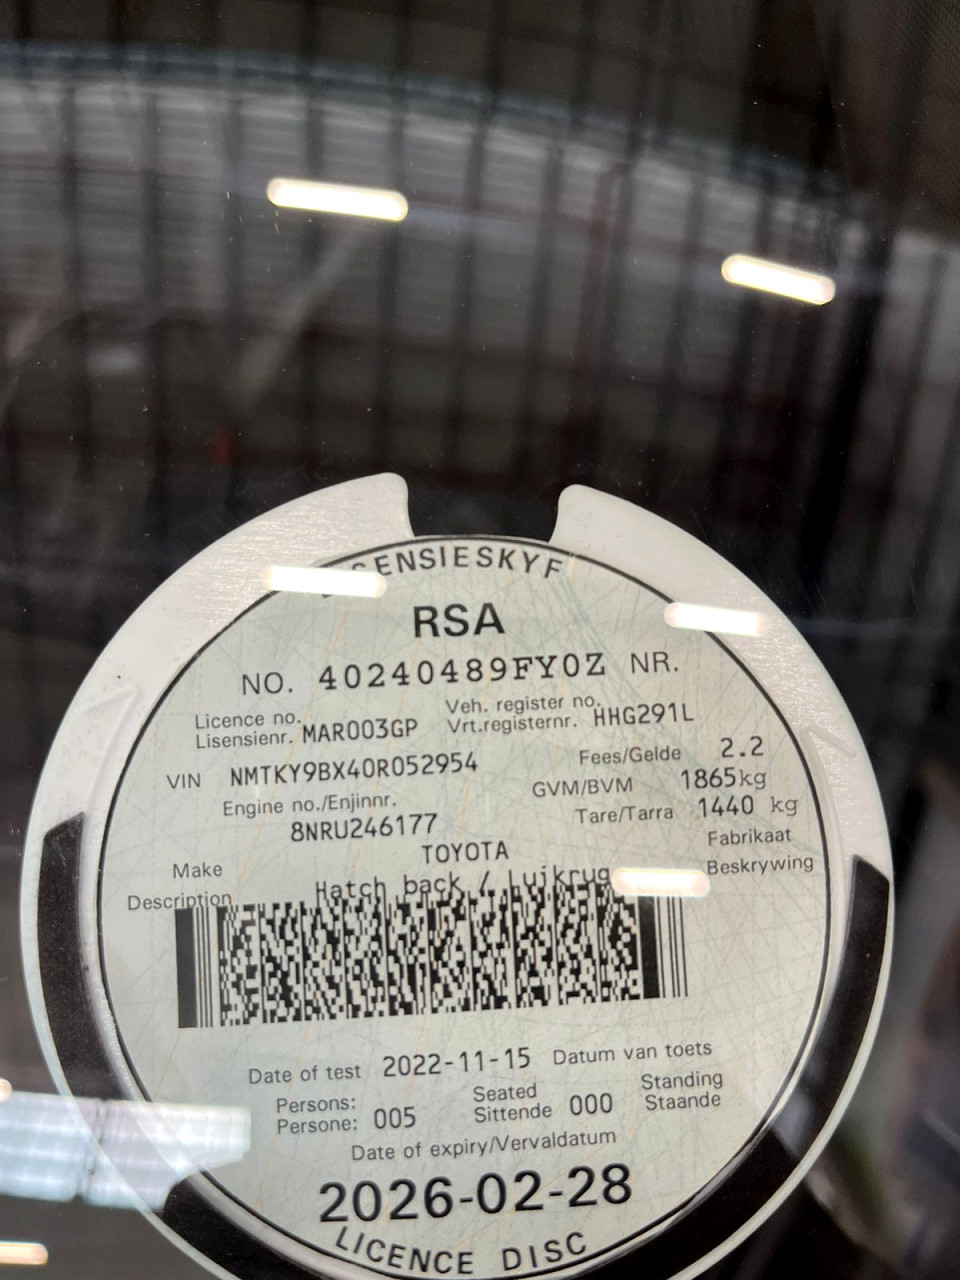 SENSIESKYF
RSA
NO. 40240489FY0Z NR.
Licence no. Veh. register no.
Lisensienr. MAR003GP Vrt.registernr. HHG291L
VIN NMTKY9BX40R052954 Fees/Gelde 2.2
Engine no./Enjinnr. GVM/BVM 1865kg
8NRU246177 Tare/Tarra 1440 kg
Make TOYOTA Fabrikaat
Description Hatch back / Luikrug Beskrywing
Date of test 2022-11-15 Datum van toets
Persons: Seated Standing
Persone: 005 Sittende 000 Staande
Date of expiry/Vervaldatum
2026-02-28
LICENCE DISC